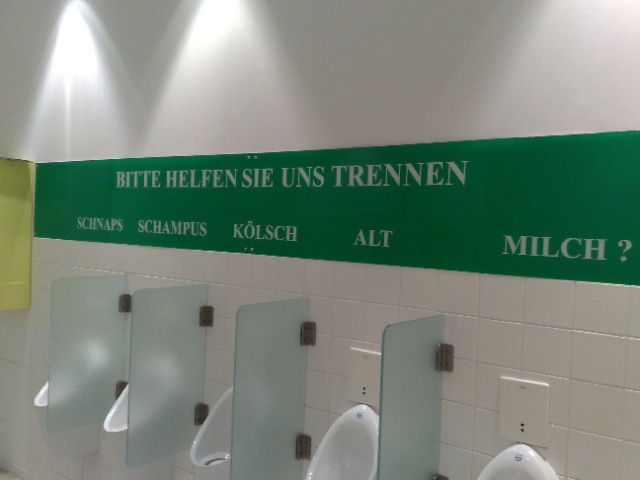 BITTE HELFEN SIE UNS TRENNEN
SCHNAPS SCHAMPUS KÖLSCH ALT MILCH ?